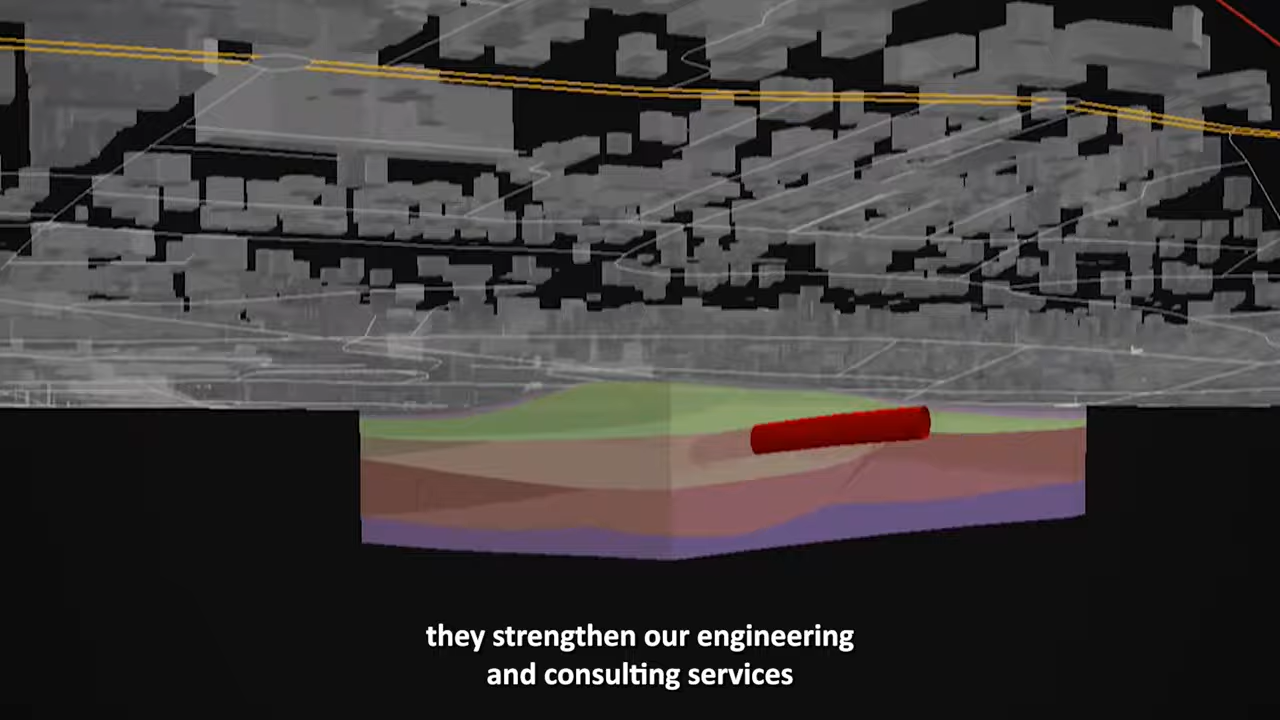 they strengthen our engineering
and consulting services